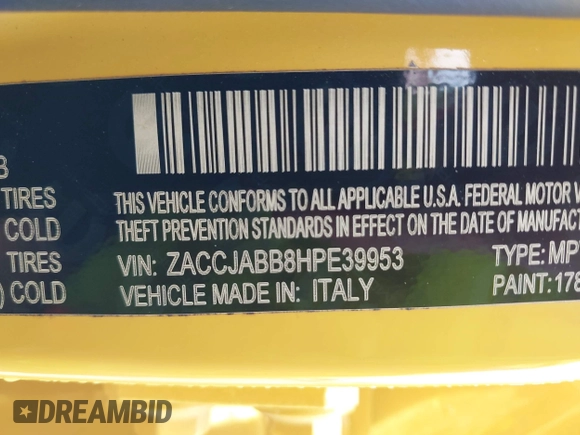 B
TIRES
COLD
TIRES
) COLD
THIS VEHICLE CONFORMS TO ALL APPLICABLE U.S.A. FEDERAL MOTOR V
THEFT PREVENTION STANDARDS IN EFFECT ON THE DATE OF MANUFAC
VIN: ZACCJABB8HPE39953 TYPE: MP
VEHICLE MADE IN: ITALY PAINT: 178
DREAMBID